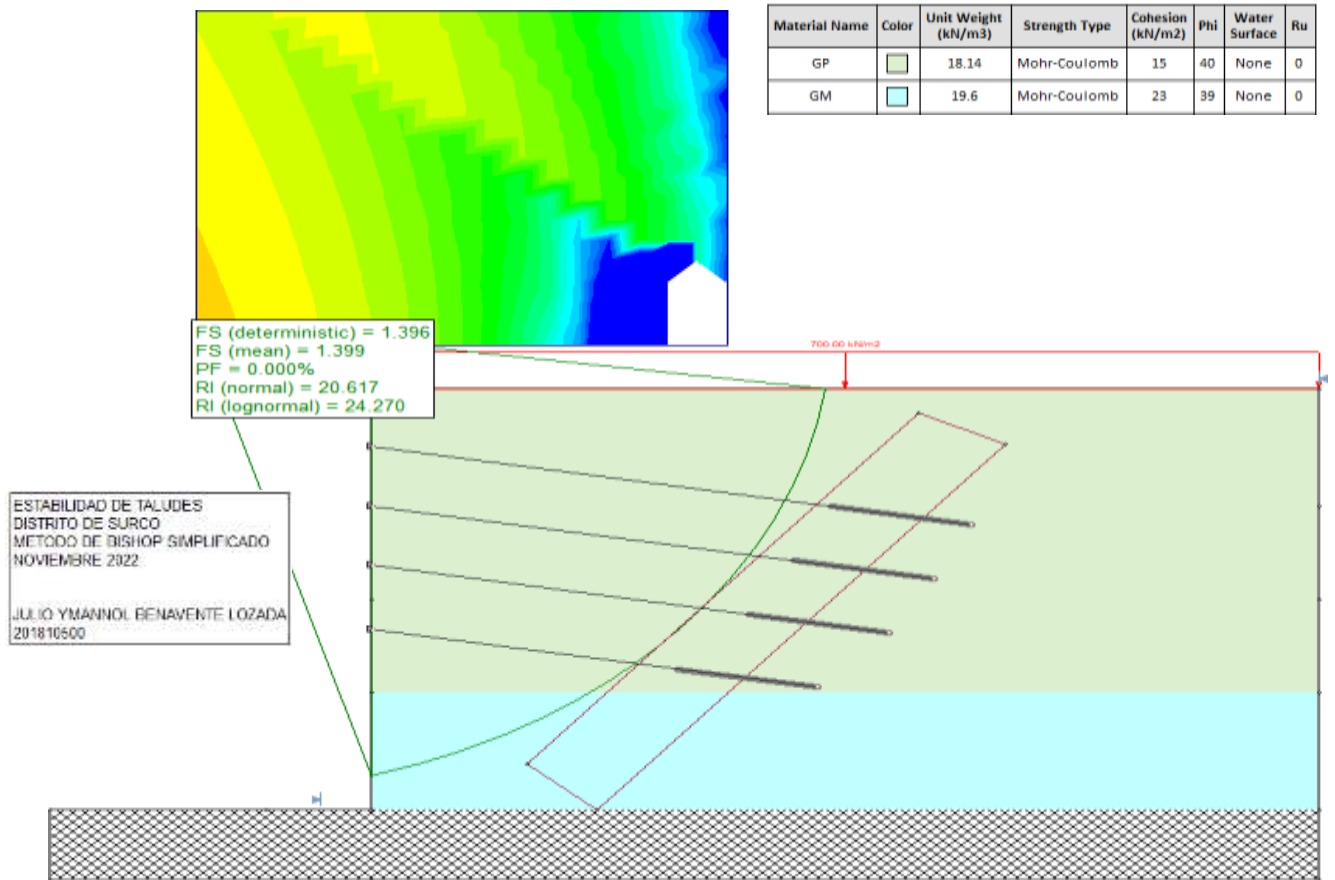 Material Name Color Unit Weight (kN/m3) Strength Type Cohesion (kN/m2) Phi Water Surface Ru
GP 18.14 Mohr-Coulomb 15 40 None 0
GM 19.6 Mohr-Coulomb 23 39 None 0
FS (deterministic) = 1.396
FS (mean) = 1.399
PF = 0.000%
RI (normal) = 20.617
RI (lognormal) = 24.270
700.00 kN/m2
ESTABILIDAD DE TALUDES
DISTRITO DE SURCO
METODO DE BISHOP SIMPLIFICADO
NOVIEMBRE 2022
JULIO YMANNOL BENAVENTE LOZADA
201810500